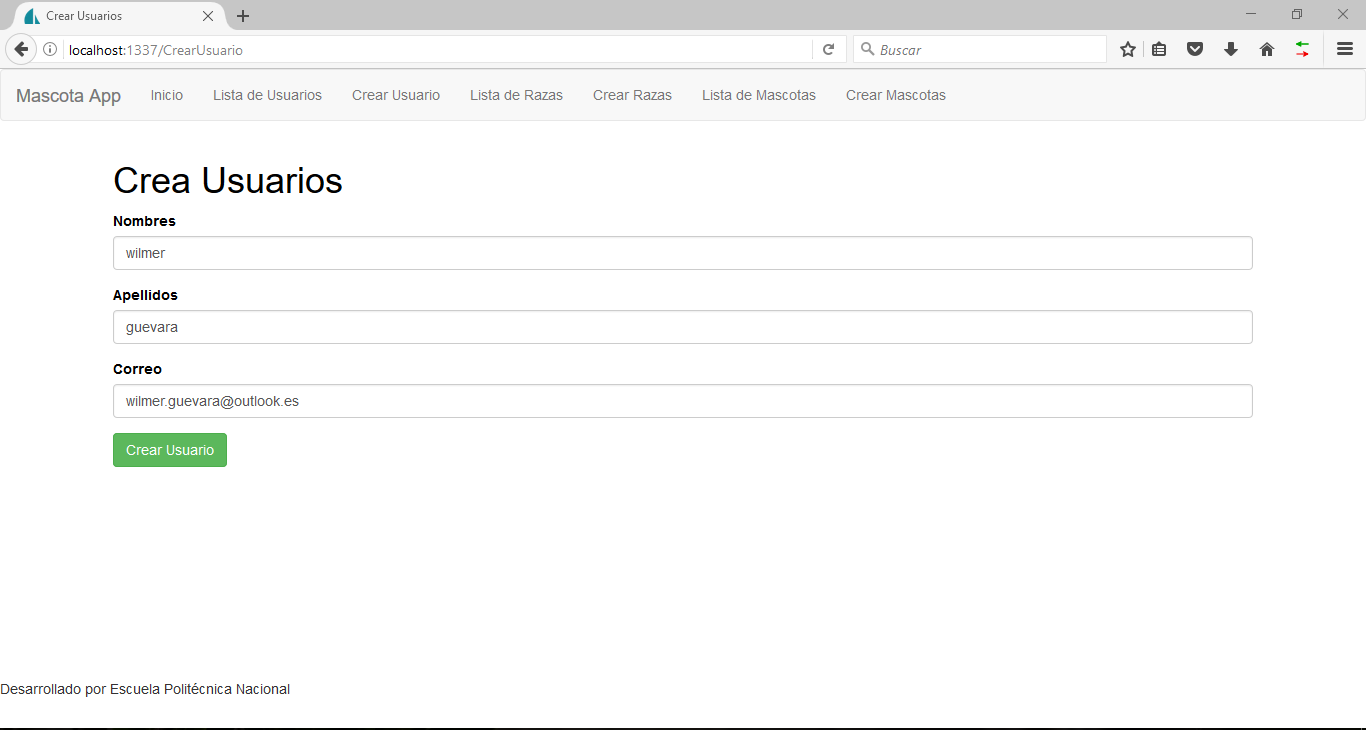 Crear Usuarios
localhost:1337/CrearUsuario
Buscar
Mascota App Inicio Lista de Usuarios Crear Usuario Lista de Razas Crear Razas Lista de Mascotas Crear Mascotas
Crea Usuarios
Nombres
wilmer
Apellidos
guevara
Correo
wilmer.guevara@outlook.es
Crear Usuario
Desarrollado por Escuela Politécnica Nacional